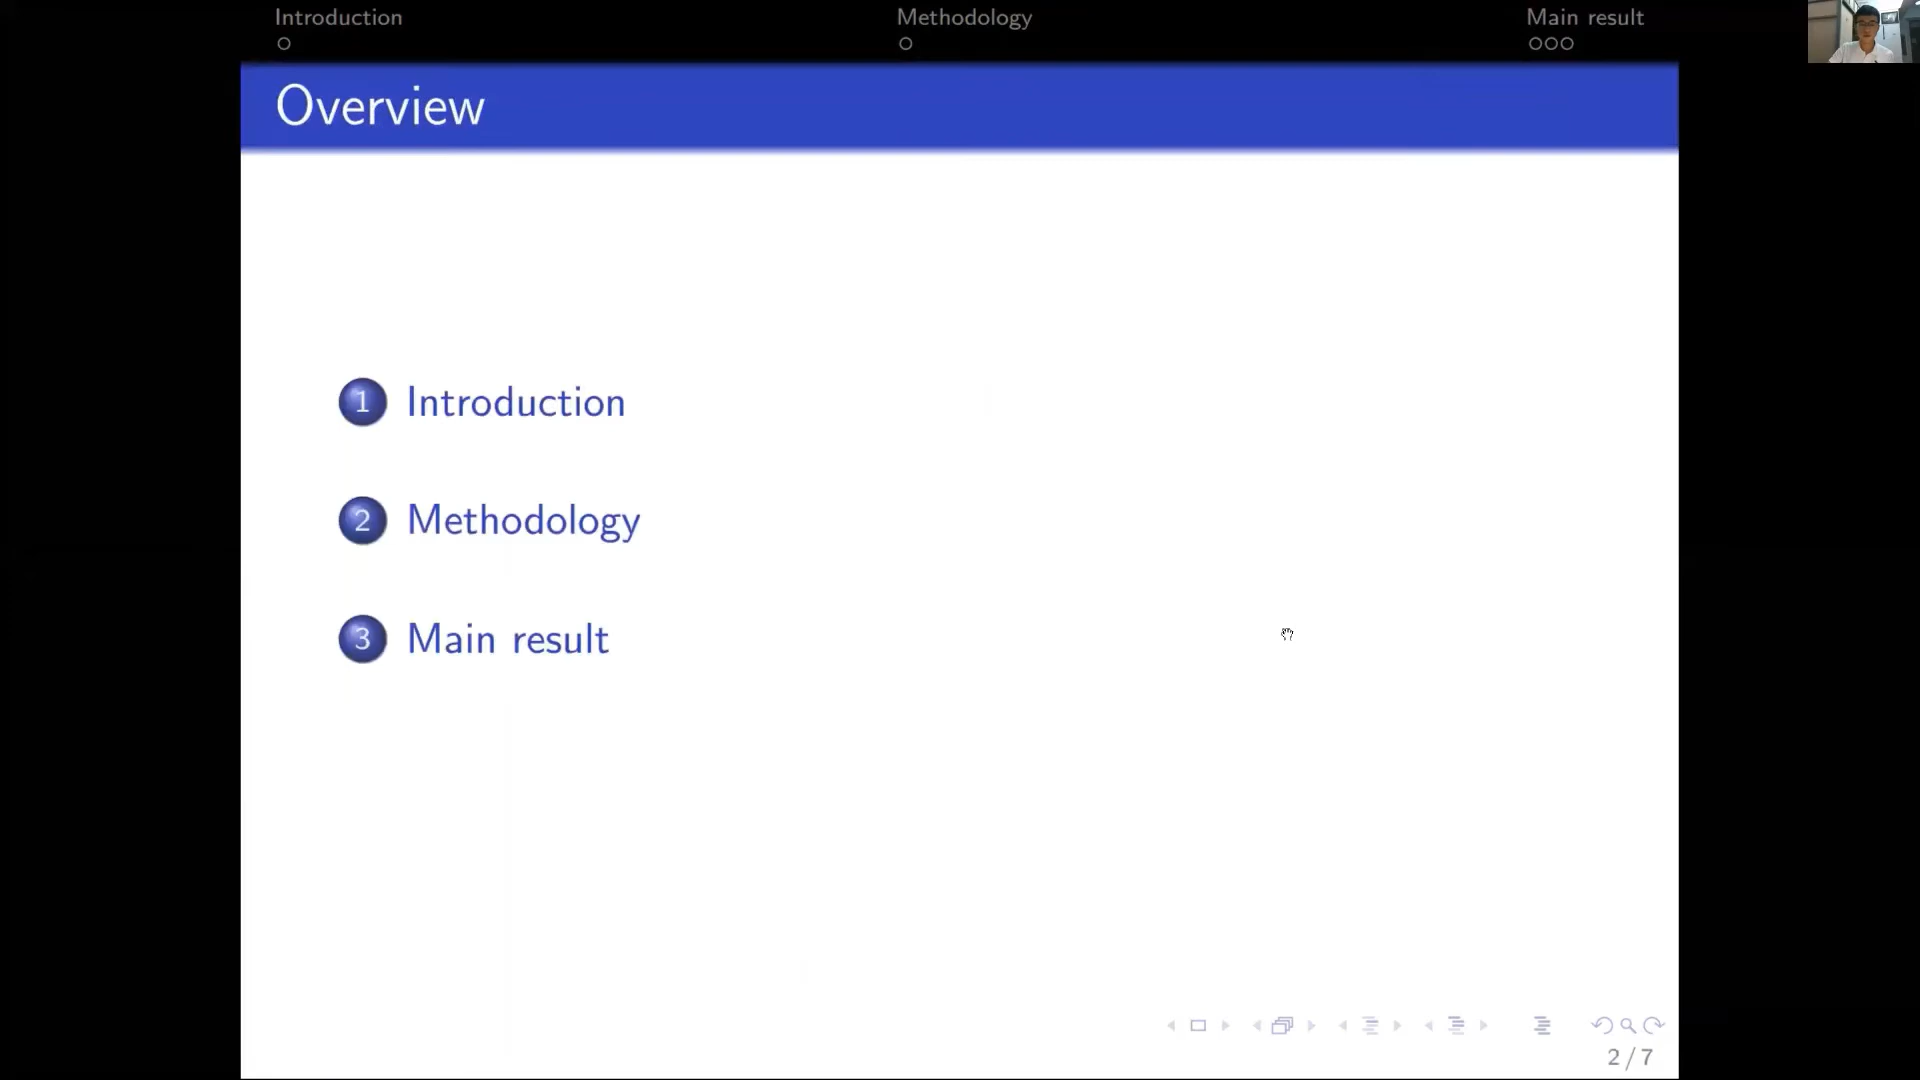 Introduction
Methodology
Main result
Overview
1 Introduction
2 Methodology
3 Main result
2 / 7